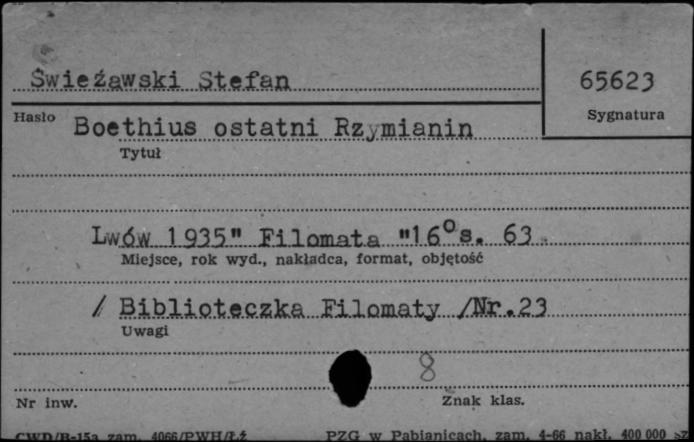 Świeżawski Stefan
65623
Hasło
Sygnatura
Boethius ostatni Rzymianin
Tytuł
Lwów 1935" Filomata "16°s. 63
Miejsce, rok wyd., nakładca, format, objętość
/ Biblioteczka Filomaty /Nr.23
Uwagi
8
Nr inw.
Znak klas.
CWD/B-15a zam. 4066/PWH/Łź
PZG w Pabianicach, zam. 4-66 nakł. 400 000